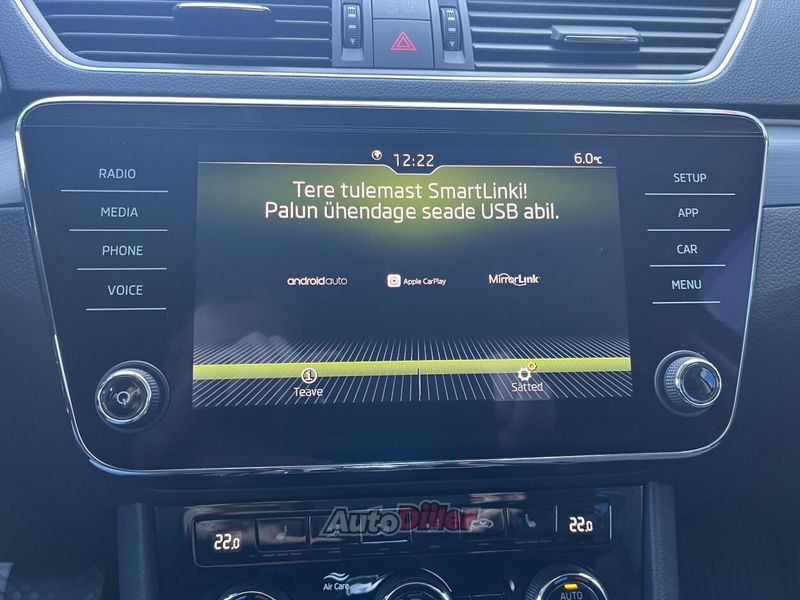 12:22
6.0°C
Tere tulemast SmartLinki!
Palun ühendage seade USB abil.
androidauto
Apple CarPlay
MirrorLink
Teave
Sätted
RADIO
MEDIA
PHONE
VOICE
SETUP
APP
CAR
MENU
22.0
AutoDiiler
22.0
Air Care
AUTO